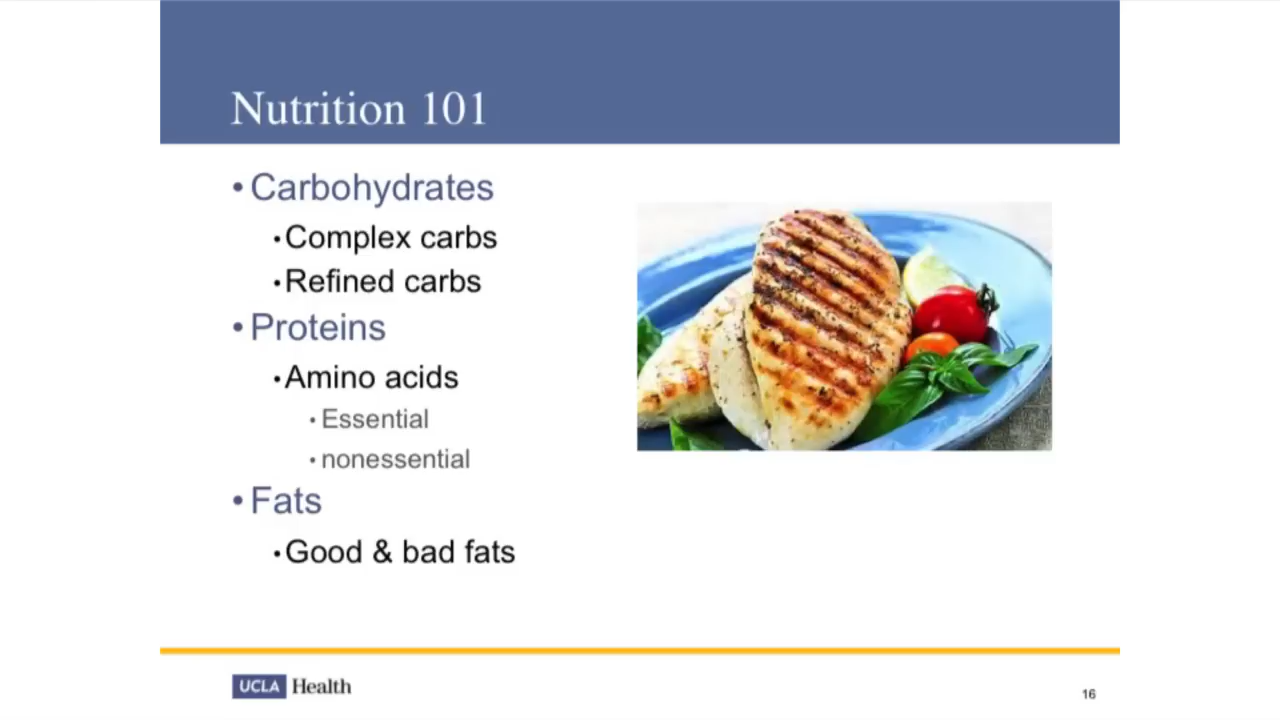 Nutrition 101
• Carbohydrates
• Complex carbs
• Refined carbs
• Proteins
• Amino acids
• Essential
• nonessential
• Fats
• Good & bad fats
UCLA Health
16